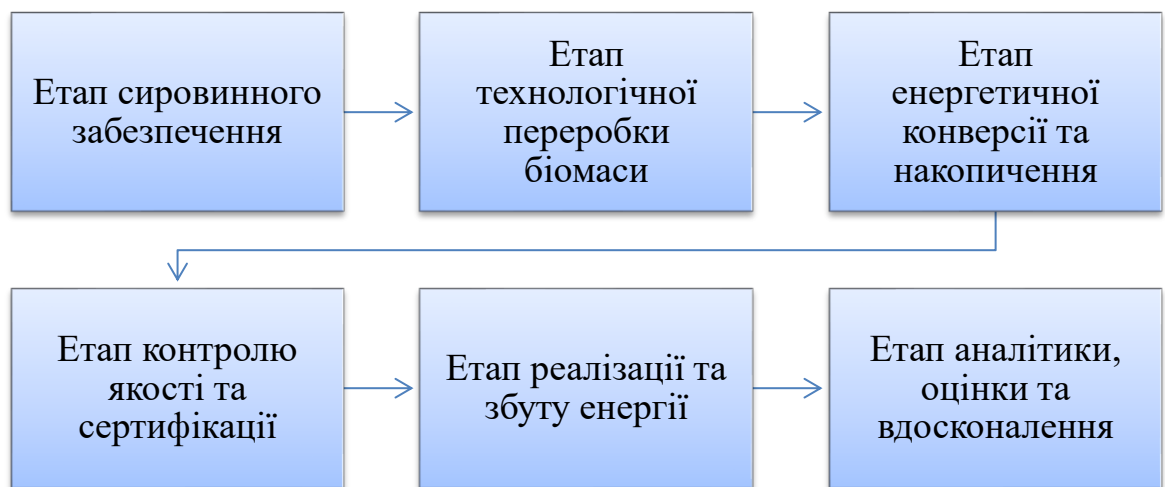 Етап сировинного
забезпечення
Етап
технологічної
переробки
біомаси
Етап
енергетичної
конверсії та
накопичення
Етап контролю
якості та
сертифікації
Етап реалізації та
збуту енергії
Етап аналітики,
оцінки та
вдосконалення